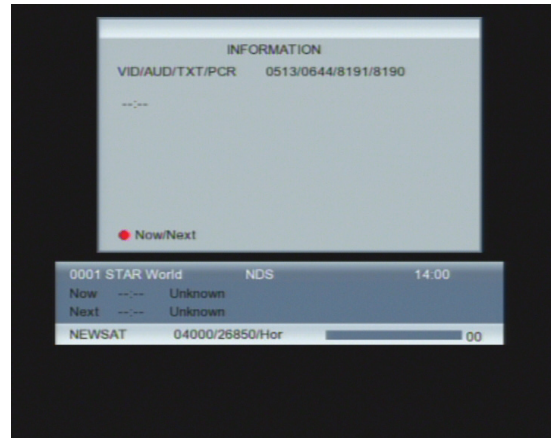 INFORMATION
VID/AUD/TXT/PCR 0513/0644/8191/8190
--:--
Now/Next
0001 STAR World NDS 14:00
Now --:-- Unknown
Next --:-- Unknown
NEWSAT 04000/26850/Hor 00